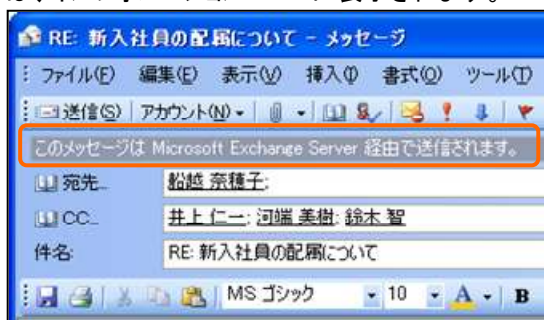 RE: 新入社員の配属について - メッセージ
ファイル(F) 編集(E) 表示(V) 挿入(I) 書式(O) ツール(T)
送信(S) アカウント(N)
このメッセージは Microsoft Exchange Server 経由で送信されます。
宛先... 船越 奈穂子;
CC... 井上 仁一; 河端 美樹; 鈴木 智
件名: RE: 新入社員の配属について
MS ゴシック 10 A B